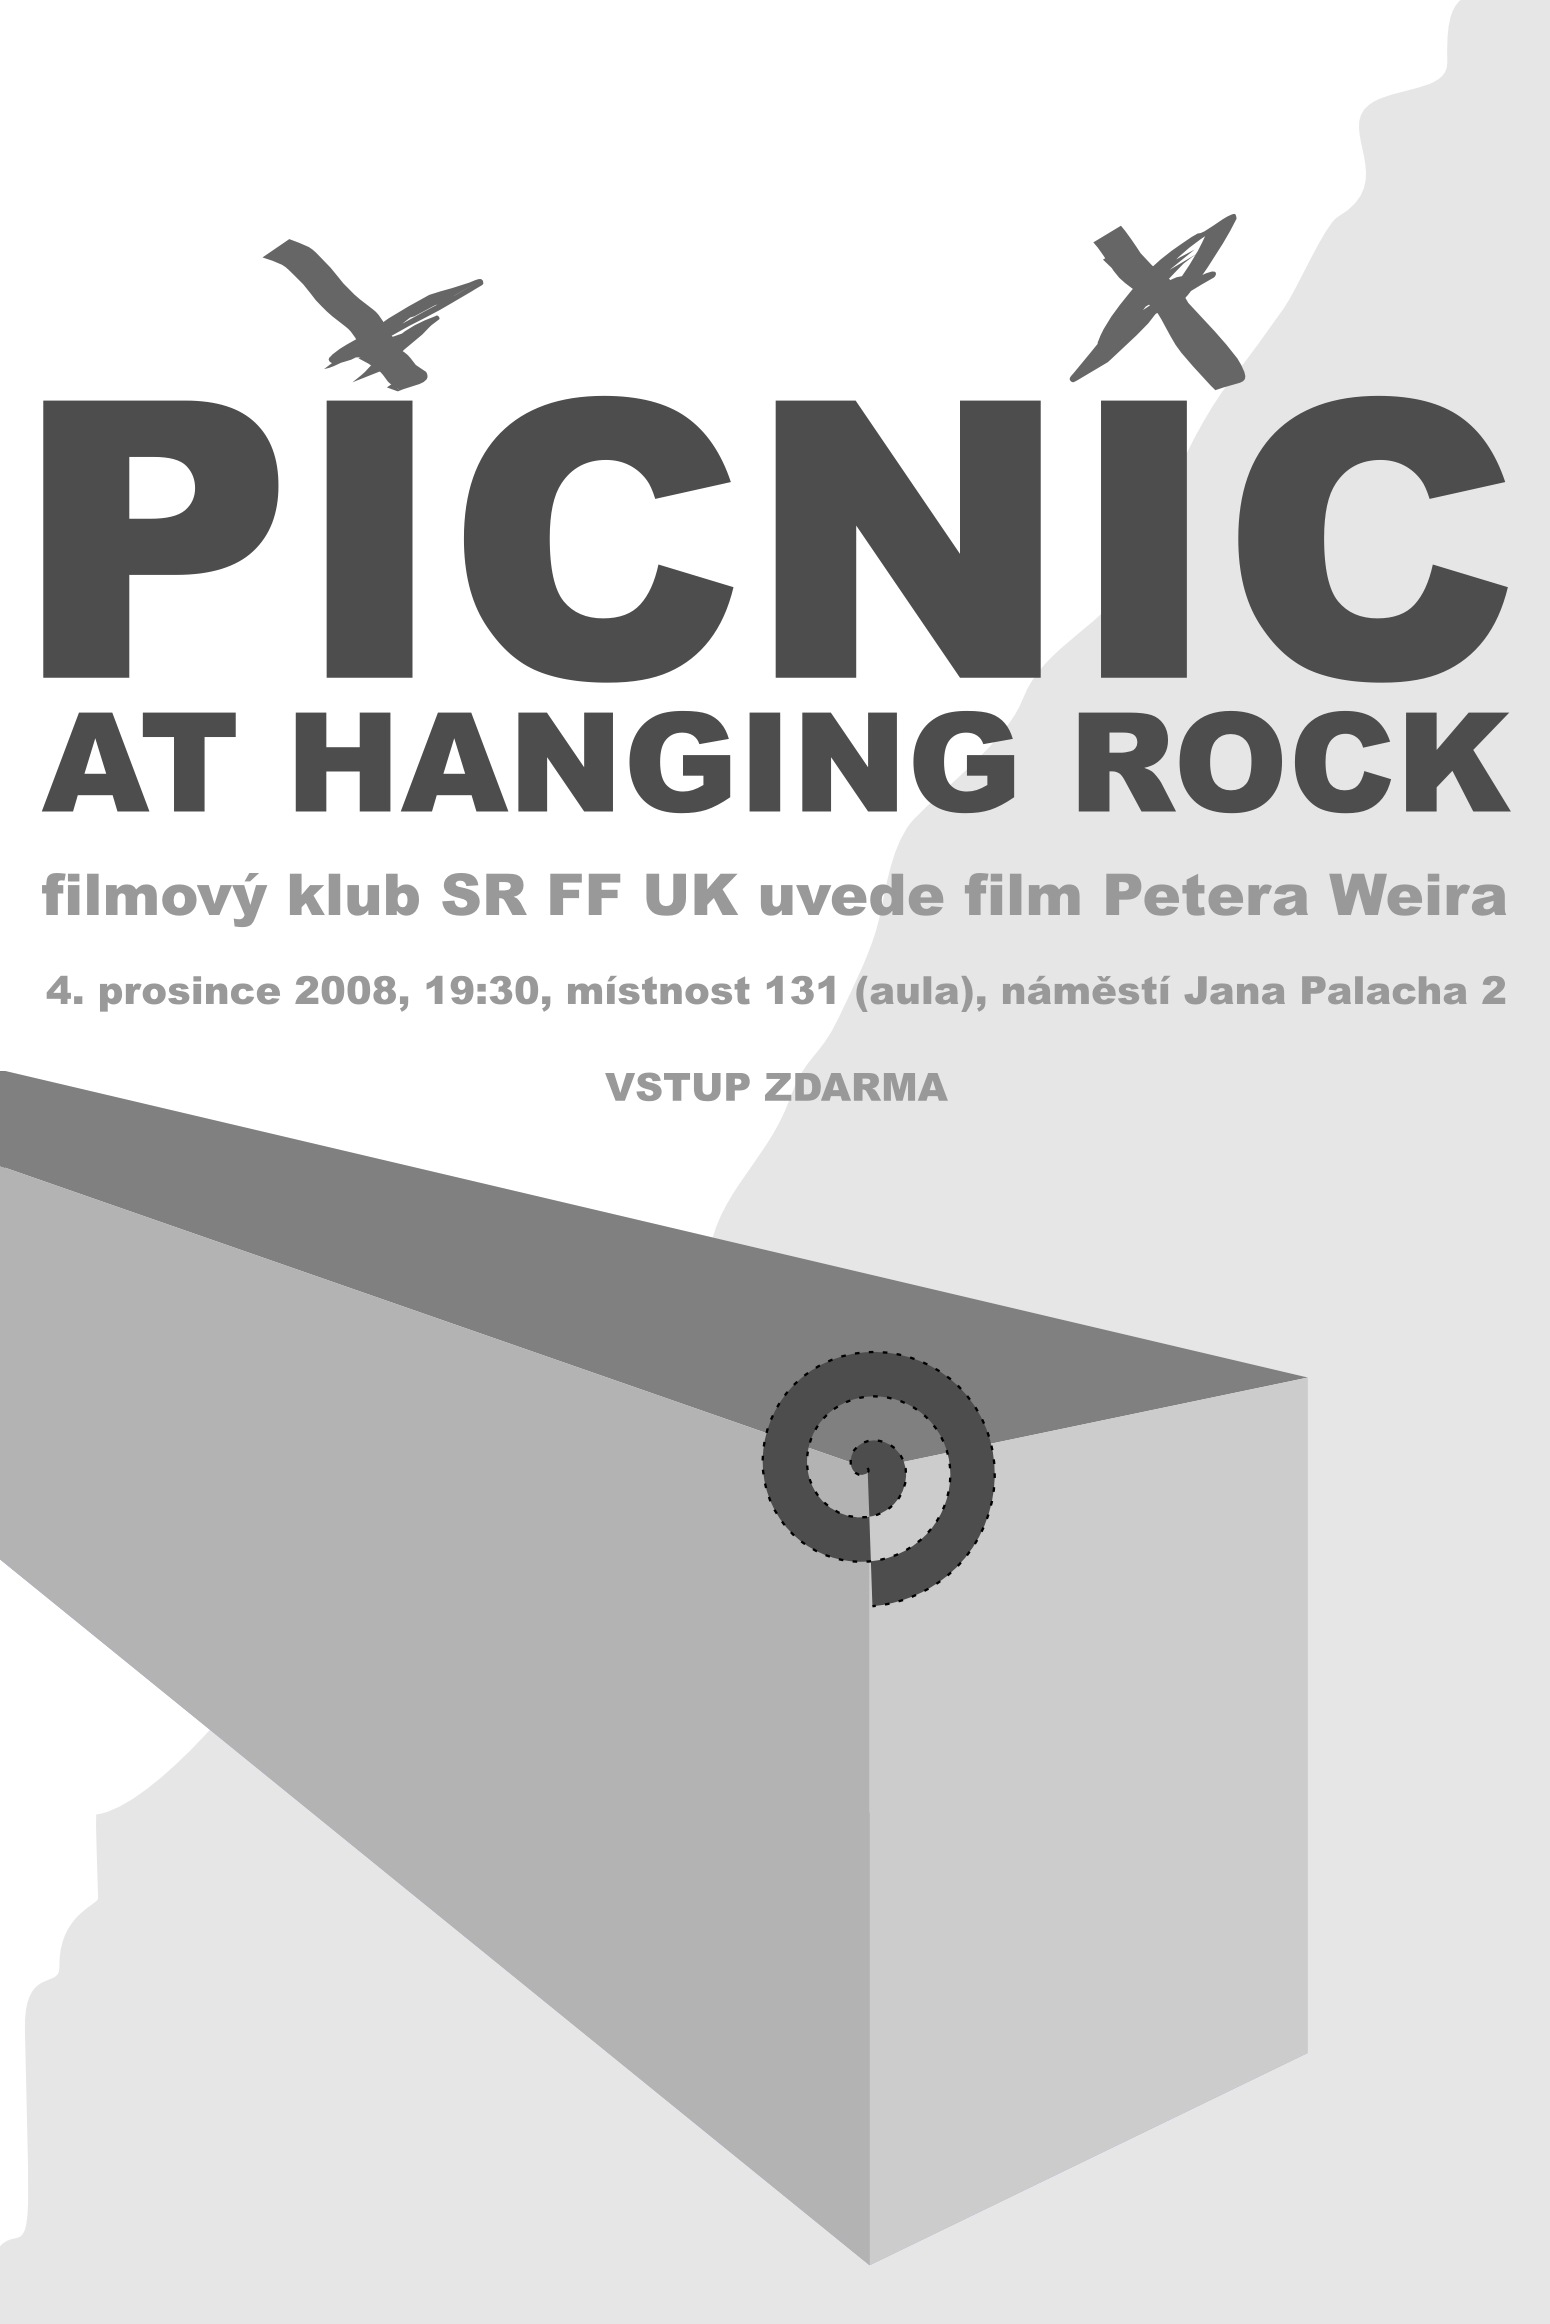 PICNIC
AT HANGING ROCK
filmový klub SR FF UK uvede film Petera Weira
4. prosince 2008, 19:30, místnost 131 (aula), náměstí Jana Palacha 2
VSTUP ZDARMA